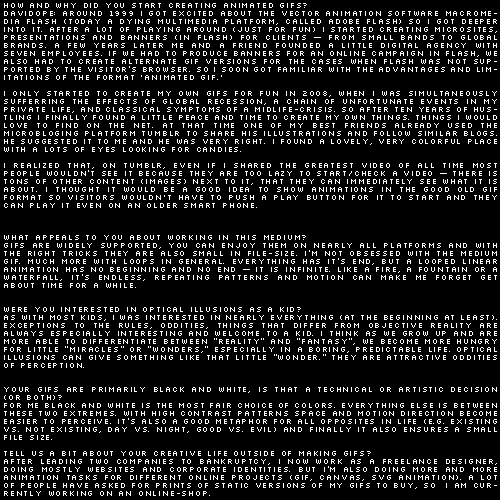 HOW AND WHY DID YOU START CREATING ANIMATED GIFS?
DAVIDOPE: AROUND 1999 I GOT EXCITED ABOUT THE VECTOR ANIMATION SOFTWARE MACROME-
DIA FLASH (TODAY A DYING MULTIMEDIA PLATFORM, CALLED ADOBE FLASH) SO I GOT DEEPER
INTO IT. AFTER A LOT OF PLAYING AROUND (JUST FOR FUN) I STARTED CREATING MICROSITES,
PRESENTATIONS AND BANNERS (IN FLASH) FOR CLIENTS — FROM SMALL BANDS TO GLOBAL
BRANDS. A FEW YEARS LATER ME AND A FRIEND FOUNDED A LITTLE DIGITAL AGENCY WITH
SEVEN EMPLOYEES. IF WE HAD TO PRODUCE BANNERS FOR AN ONLINE CAMPAIGN IN FLASH, WE
ALSO HAD TO CREATE ALTERNATE GIF VERSIONS FOR THE CASES WHEN FLASH WAS NOT SUP-
PORTED BY THE VISITOR'S BROWSER. SO I SOON GOT FAMILIAR WITH THE ADVANTAGES AND LIM-
ITATIONS OF THE FORMAT 'ANIMATED GIF.'
I ONLY STARTED TO CREATE MY OWN GIFS FOR FUN IN 2008, WHEN I WAS SIMULTANEOUSLY
SUFFERING THE EFFECTS OF GLOBAL RECESSION, A CHAIN OF UNFORTUNATE EVENTS IN MY
PRIVATE LIFE, AND CLASSICAL SYMPTOMS OF A MIDLIFE-CRISIS. SO AFTER TEN YEARS OF HUS-
TLING I FINALLY FOUND A LITTLE PEACE AND TIME TO CREATE MY OWN THINGS. THINGS I WOULD
LOVE TO FIND ON THE NET. AT THAT TIME ONE OF MY BEST FRIENDS ALREADY USED THE
MICROBLOGING PLATFORM TUMBLR TO SHARE HIS ILLUSTRATIONS AND FOLLOW SIMILAR BLOGS.
HE SUGGESTED IT TO ME AND HE WAS VERY RIGHT. I FOUND A LOVELY, VERY COLORFUL PLACE
WITH A LOTS OF EYES LOOKING FOR CANDIES.
I REALIZED THAT, ON TUMBLR, EVEN IF I SHARED THE GREATEST VIDEO OF ALL TIME MOST
PEOPLE WOULDN'T SEE IT BECAUSE THEY ARE TOO LAZY TO START/CHECK A VIDEO — THERE IS
TONS OF OTHER CONTENT (IMAGES) NEXT TO IT, THAT THEY CAN IMMEDIATELY SEE WHAT IT IS
ABOUT. I THOUGHT IT WOULD BE A GOOD IDEA TO SHOW ANIMATIONS IN THE GOOD OLD GIF
FORMAT SO VISITORS WOULDN'T HAVE TO PUSH A PLAY BUTTON FOR IT TO START AND THEY
CAN PLAY IT EVEN ON AN OLDER SMART PHONE.
WHAT APPEALS TO YOU ABOUT WORKING IN THIS MEDIUM?
GIFS ARE WIDELY SUPPORTED, YOU CAN ENJOY THEM ON NEARLY ALL PLATFORMS AND WITH
THE RIGHT TRICKS THEY ARE ALSO SMALL IN FILE-SIZE. I'M NOT OBSESSED WITH THE MEDIUM
GIF. MUCH MORE WITH LOOPS IN GENERAL. EVERYTHING HAS IT'S END, BUT A LOOPED LINEAR
ANIMATION HAS NO BEGINNING AND NO END — IT IS INFINITE. LIKE A FIRE, A FOUNTAIN OR A
WATERFALL, IT'S ENDLESS, REPEATING PATTERNS AND MOTION CAN MAKE ME FORGET GET
ABOUT TIME FOR A WHILE.
WERE YOU INTERESTED IN OPTICAL ILLUSIONS AS A KID?
AS WITH MOST KIDS, I WAS INTERESTED IN NEARLY EVERYTHING (AT THE BEGINNING AT LEAST).
EXCEPTIONS TO THE RULES, ODDITIES, THINGS THAT DIFFER FROM OBJECTIVE REALITY ARE
ALWAYS ESPECIALLY INTERESTING AND WELCOME TO A KID. I THINK AS WE GROW UP AND ARE
MORE ABLE TO DIFFERENTIATE BETWEEN "REALITY" AND "FANTASY", WE BECOME MORE HUNGRY
FOR LITTLE "MIRACLES" OR "WONDERS," ESPECIALLY IN A BORING, PREDICTABLE LIFE. OPTICAL
ILLUSIONS CAN GIVE SOMETHING LIKE THAT LITTLE "WONDER." THEY ARE ATTRACTIVE ODDITIES
OF PERCEPTION.
YOUR GIFS ARE PRIMARILY BLACK AND WHITE, IS THAT A TECHNICAL OR ARTISTIC DECISION
(OR BOTH)?
FOR ME BLACK AND WHITE IS THE MOST FAIR CHOICE OF COLORS. EVERYTHING ELSE IS BETWEEN
THESE TWO EXTREMES. WITH HIGH CONTRAST PATTERNS SPACE AND MOTION DIRECTION BECOME
EASIER TO PERCEIVE. IT'S ALSO A GOOD METAPHOR FOR ALL OPPOSITES IN LIFE (E.G. EXISTING
VS. NOT EXISTING, DAY VS. NIGHT, GOOD VS. EVIL) AND FINALLY IT ALSO ENSURES A SMALL
FILE SIZE.
TELL US A BIT ABOUT YOUR CREATIVE LIFE OUTSIDE OF MAKING GIFS?
AFTER LEADING TWO COMPANIES TO BANKRUPTCY, I NOW WORK AS A FREELANCE DESIGNER,
DOING MOSTLY WEBSITES AND CORPORATE IDENTITIES. BUT I'M ALSO DOING MORE AND MORE
ANIMATION TASKS FOR DIFFERENT ONLINE PROJECTS (GIF, CANVAS, SVG ANIMATION). A LOT
OF PEOPLE HAVE ASKED FOR PRINTS OF STATIC VERSIONS OF MY GIFS TO BUY, SO I AM CUR-
RENTLY WORKING ON AN ONLINE-SHOP.